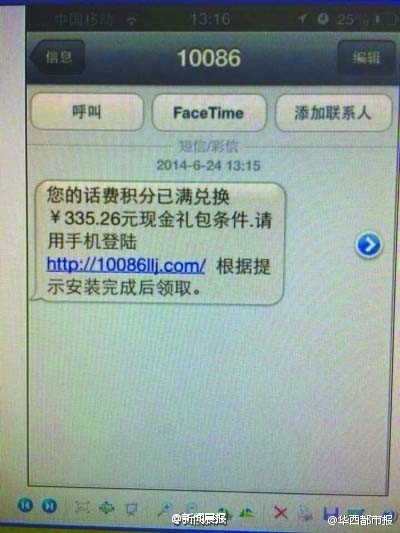 中国移动 13:16 25%
信息 10086 编辑
呼叫 FaceTime 添加联系人
短信/彩信
2014-6-24 13:15
您的话费积分已满兑换
￥335.26元现金礼包条件.请
用手机登陆
http://10086llj.com/ 根据提
示安装完成后领取。
@新闻晨报
@华西都市报